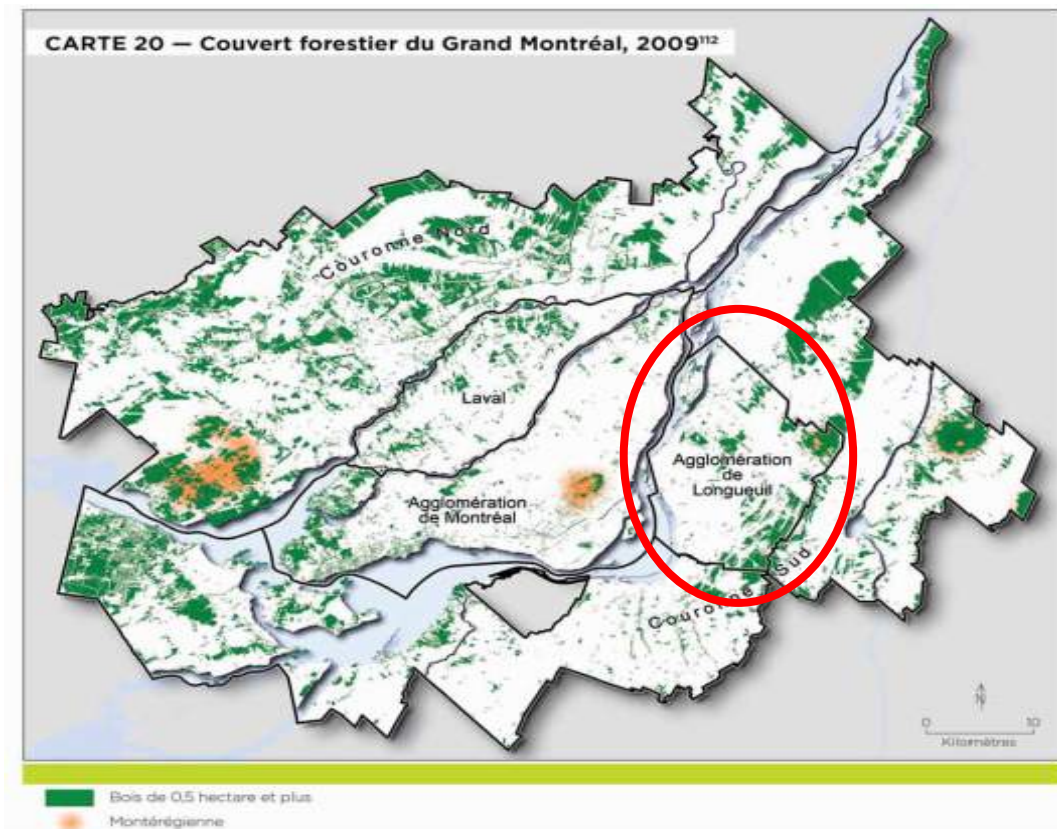 CARTE 20 — Couvert forestier du Grand Montréal, 2009¹¹²
Couronne Nord
Laval
Agglomération
de Montréal
Agglomération
de
Longueuil
Couronne Sud
N
0 10
Kilomètres
Bois de 0,5 hectare et plus
Montérégienne